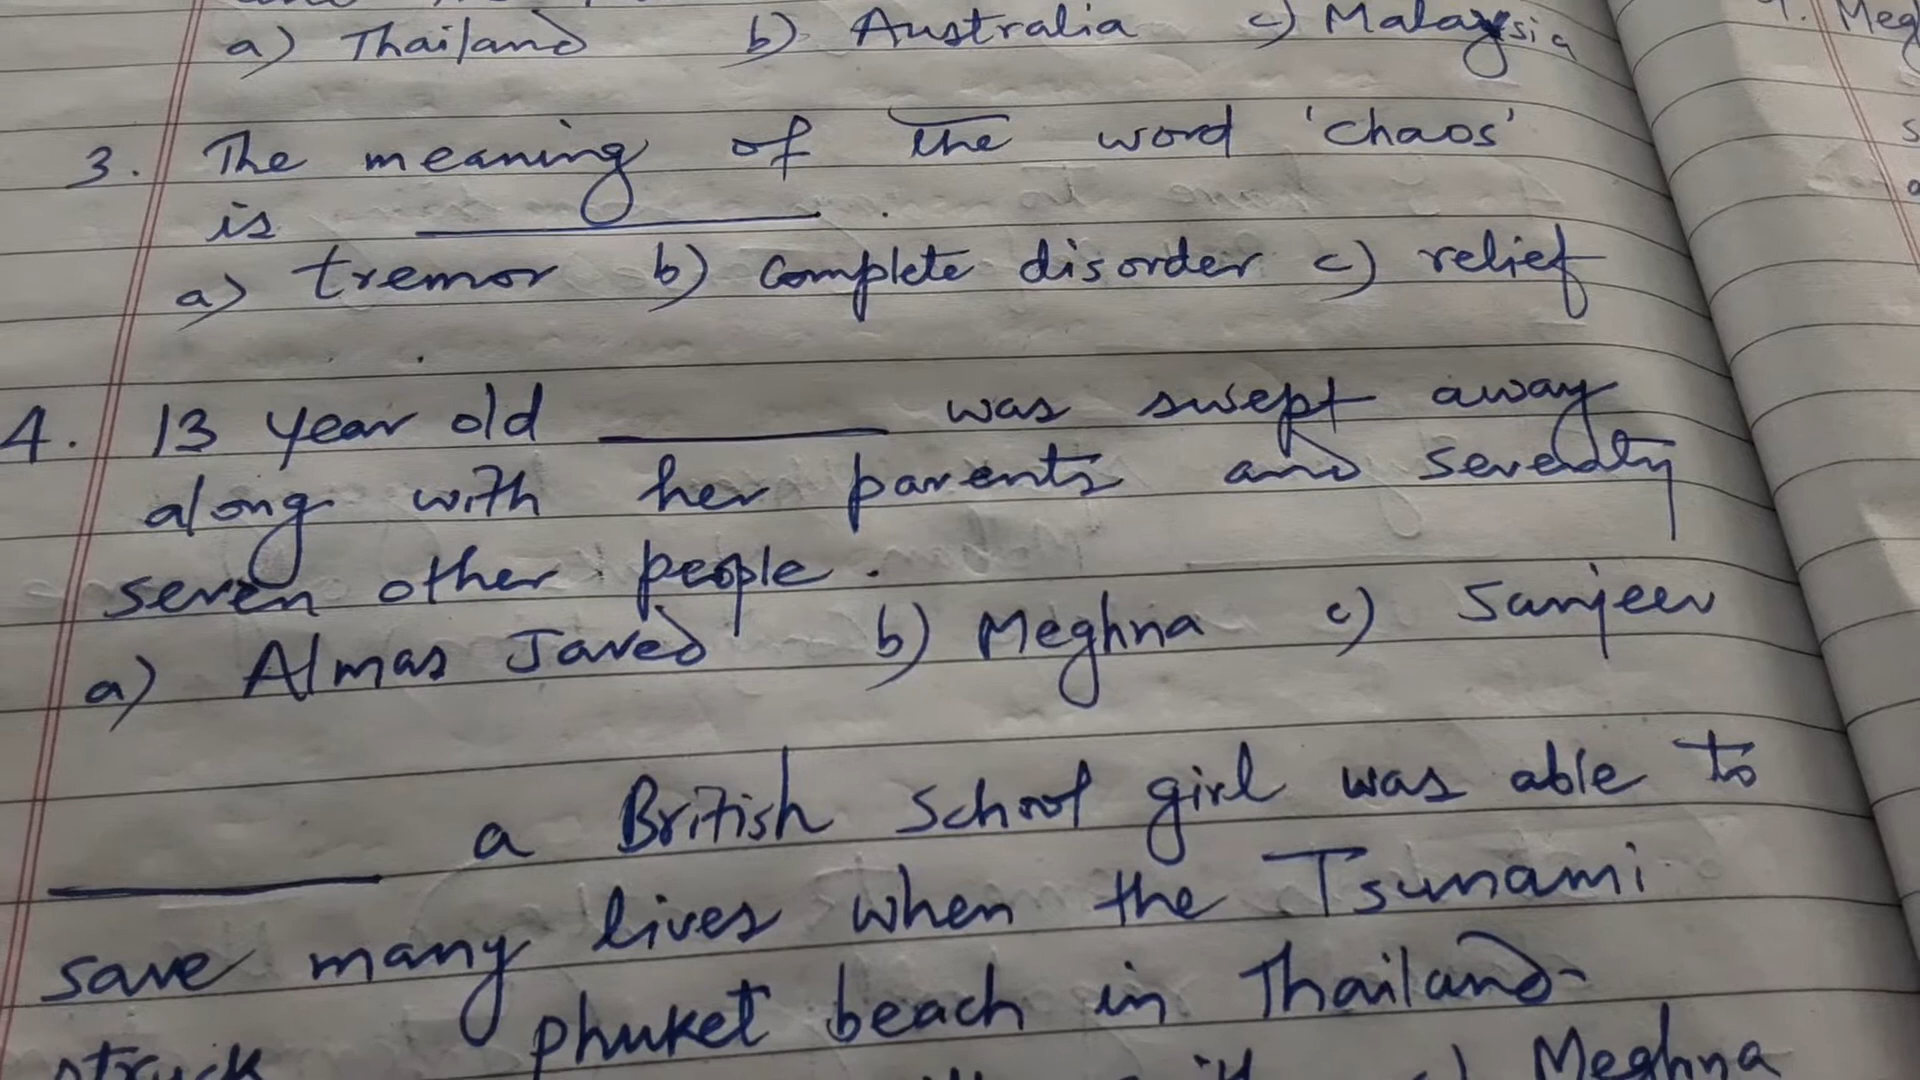 a) Thailand b) Australia c) Malaysia
3. The meaning of the word 'chaos'
is ________ .
a) tremor b) complete disorder c) relief
4. 13 year old ________ was swept away
along with her parents and seventy
seven other people.
a) Almas Javed b) Meghna c) Sanjeev
________ a British School girl was able to
save many lives when the Tsunami
struck phuket beach in Thailand.
c) Meghna
Meg